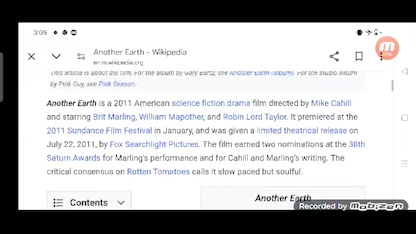 3:05
Another Earth - Wikipedia
en.m.wikipedia.org
This article is about the film. For the album by Gary Bartz, see Another Earth (album). For the studio album
by Pink Guy, see Pink Season.
Another Earth is a 2011 American science fiction drama film directed by Mike Cahill
and starring Brit Marling, William Mapother, and Robin Lord Taylor. It premiered at the
2011 Sundance Film Festival in January, and was given a limited theatrical release on
July 22, 2011, by Fox Searchlight Pictures. The film earned two nominations at the 38th
Saturn Awards for Marling's performance and for Cahill and Marling's writing. The
critical consensus on Rotten Tomatoes calls it slow paced but soulful.
Contents
Another Earth
Recorded by mobizen